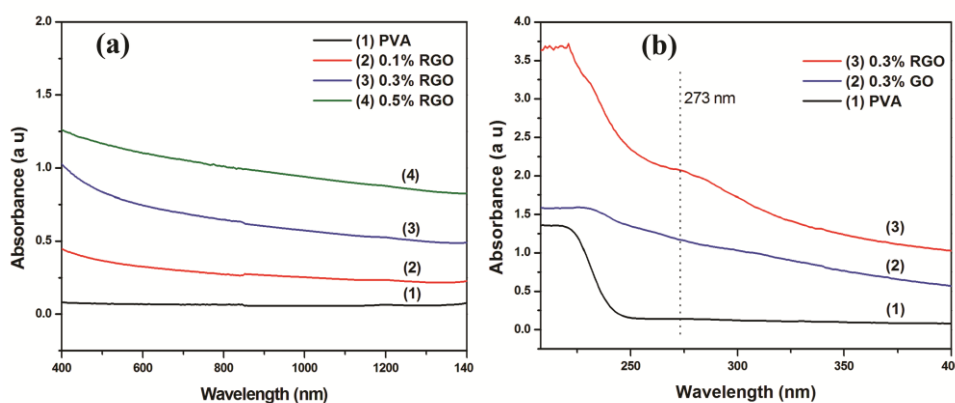 (a)
(1) PVA
(2) 0.1% RGO
(3) 0.3% RGO
(4) 0.5% RGO
2.0
1.5
1.0
0.5
0.0
Absorbance (a u)
(4)
(3)
(2)
(1)
400 600 800 1000 1200 140
Wavelength (nm)
(b)
(3) 0.3% RGO
(2) 0.3% GO
(1) PVA
273 nm
4.0
3.5
3.0
2.5
2.0
1.5
1.0
0.5
0.0
Absorbance (a u)
(3)
(2)
(1)
250 300 350 40
Wavelength (nm)